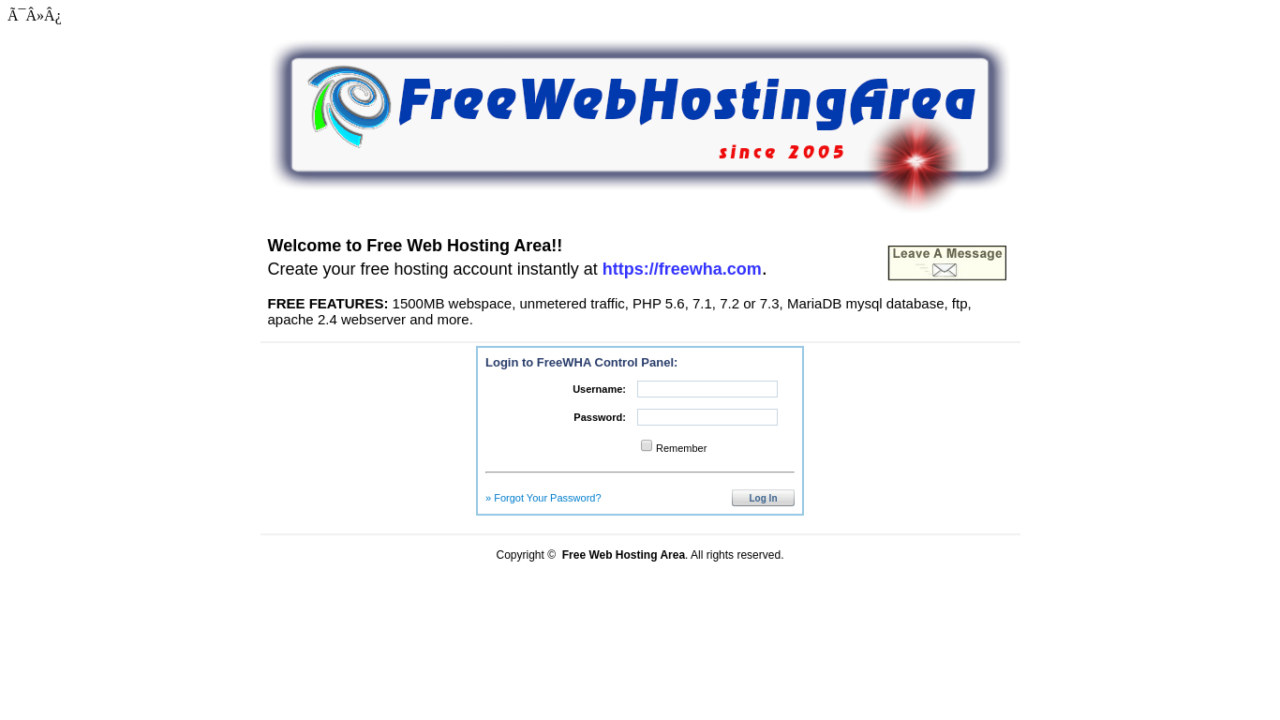 Ã¯Â»Â¿
FreeWebHostingArea
since 2005
Welcome to Free Web Hosting Area!!
Create your free hosting account instantly at https://freewha.com.
Leave A Message
FREE FEATURES: 1500MB webspace, unmetered traffic, PHP 5.6, 7.1, 7.2 or 7.3, MariaDB mysql database, ftp,
apache 2.4 webserver and more.
Login to FreeWHA Control Panel:
Username:
Password:
Remember
» Forgot Your Password?
Log In
Copyright © Free Web Hosting Area. All rights reserved.